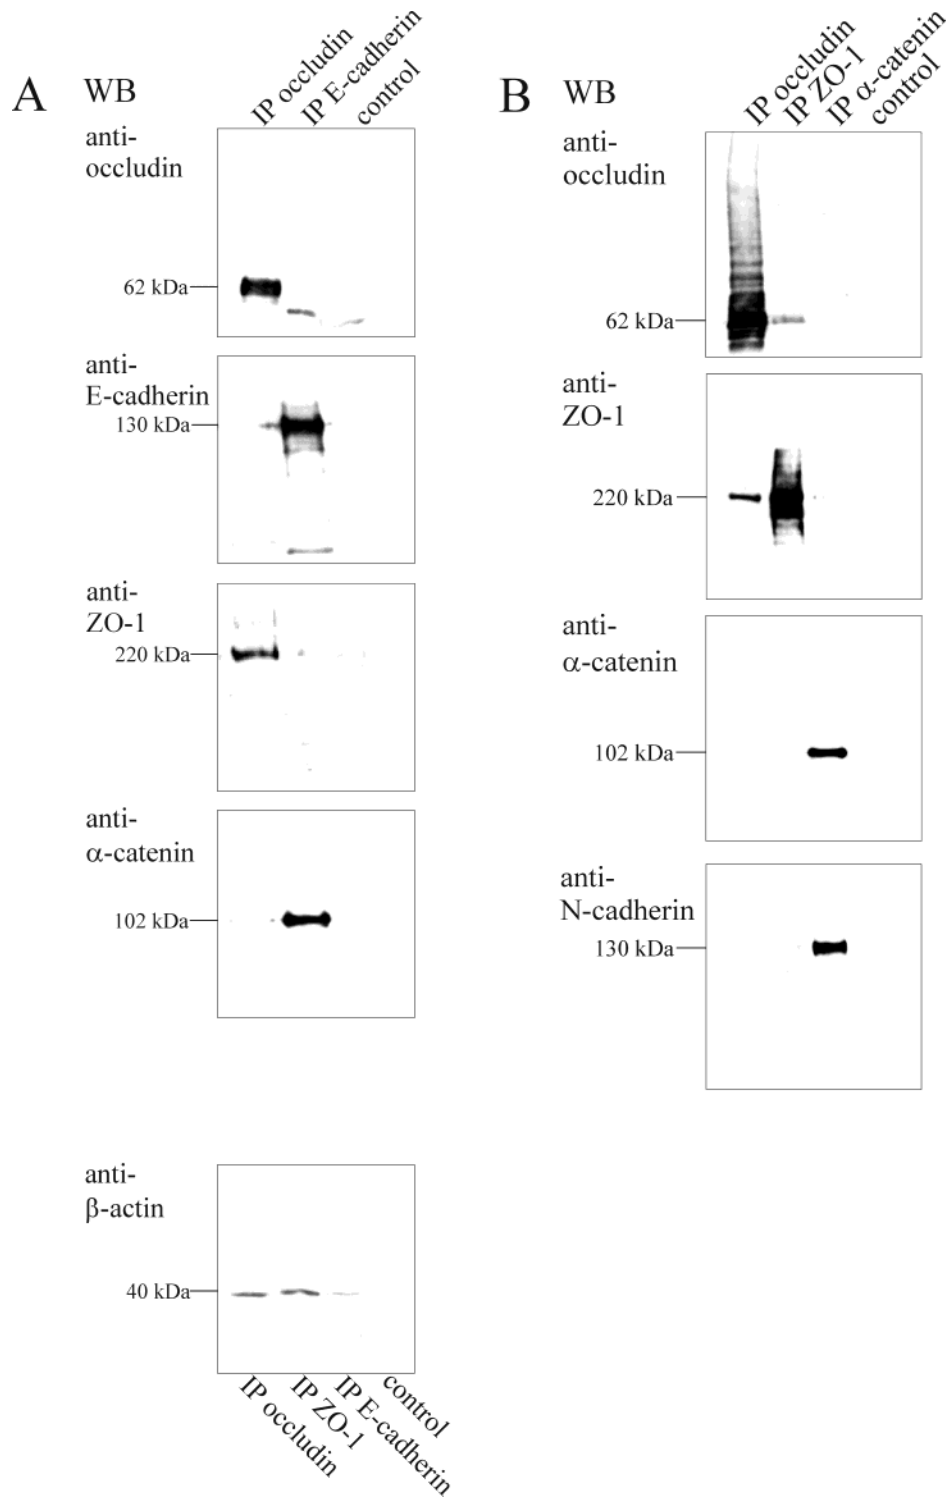 A
WB
IP occludin
IP E-cadherin
control
anti-
occludin
62 kDa
anti-
E-cadherin
130 kDa
anti-
ZO-1
220 kDa
anti-
α-catenin
102 kDa
anti-
β-actin
40 kDa
IP occludin
IP ZO-1
IP E-cadherin
control
B
WB
IP occludin
IP ZO-1
IP α-catenin
control
anti-
occludin
62 kDa
anti-
ZO-1
220 kDa
anti-
α-catenin
102 kDa
anti-
N-cadherin
130 kDa